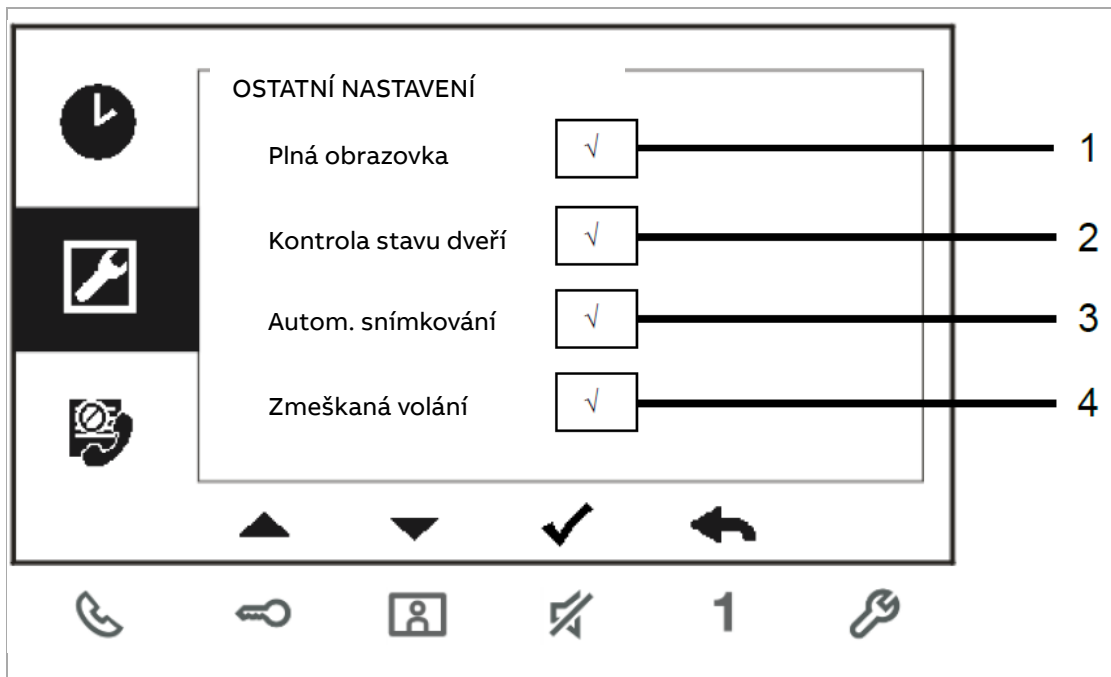 OSTATNÍ NASTAVENÍ
Plná obrazovka √ 1
Kontrola stavu dveří √ 2
Autom. snímkování √ 3
Zmeškaná volání √ 4
1